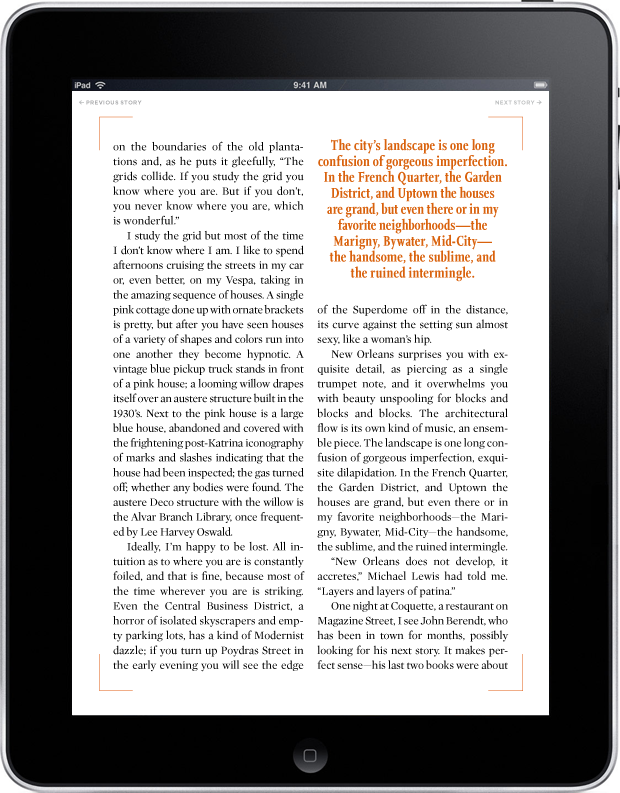 iPad
9:41 AM
← PREVIOUS STORY
NEXT STORY →
on the boundaries of the old planta-
tions and, as he puts it gleefully, “The
grids collide. If you study the grid you
know where you are. But if you don’t,
you never know where you are, which
is wonderful.”
I study the grid but most of the time
I don’t know where I am. I like to spend
afternoons cruising the streets in my car
or, even better, on my Vespa, taking in
the amazing sequence of houses. A single
pink cottage done up with ornate brackets
is pretty, but after you have seen houses
of a variety of shapes and colors run into
one another they become hypnotic. A
vintage blue pickup truck stands in front
of a pink house; a looming willow drapes
itself over an austere structure built in the
1930’s. Next to the pink house is a large
blue house, abandoned and covered with
the frightening post-Katrina iconography
of marks and slashes indicating that the
house had been inspected; the gas turned
off; whether any bodies were found. The
austere Deco structure with the willow is
the Alvar Branch Library, once frequent-
ed by Lee Harvey Oswald.
Ideally, I’m happy to be lost. All in-
tuition as to where you are is constantly
foiled, and that is fine, because most of
the time wherever you are is striking.
Even the Central Business District, a
horror of isolated skyscrapers and emp-
ty parking lots, has a kind of Modernist
dazzle; if you turn up Poydras Street in
the early evening you will see the edge
The city’s landscape is one long
confusion of gorgeous imperfection.
In the French Quarter, the Garden
District, and Uptown the houses
are grand, but even there or in my
favorite neighborhoods—the
Marigny, Bywater, Mid-City—
the handsome, the sublime, and
the ruined intermingle.
of the Superdome off in the distance,
its curve against the setting sun almost
sexy, like a woman’s hip.
New Orleans surprises you with ex-
quisite detail, as piercing as a single
trumpet note, and it overwhelms you
with beauty unspooling for blocks and
blocks and blocks. The architectural
flow is its own kind of music, an ensem-
ble piece. The landscape is one long con-
fusion of gorgeous imperfection, exqui-
site dilapidation. In the French Quarter,
the Garden District, and Uptown the
houses are grand, but even there or in
my favorite neighborhoods—the Mari-
gny, Bywater, Mid-City—the handsome,
the sublime, and the ruined intermingle.
“New Orleans does not develop, it
accretes,” Michael Lewis had told me.
“Layers and layers of patina.”
One night at Coquette, a restaurant on
Magazine Street, I see John Berendt, who
has been in town for months, possibly
looking for his next story. It makes per-
fect sense—his last two books were about